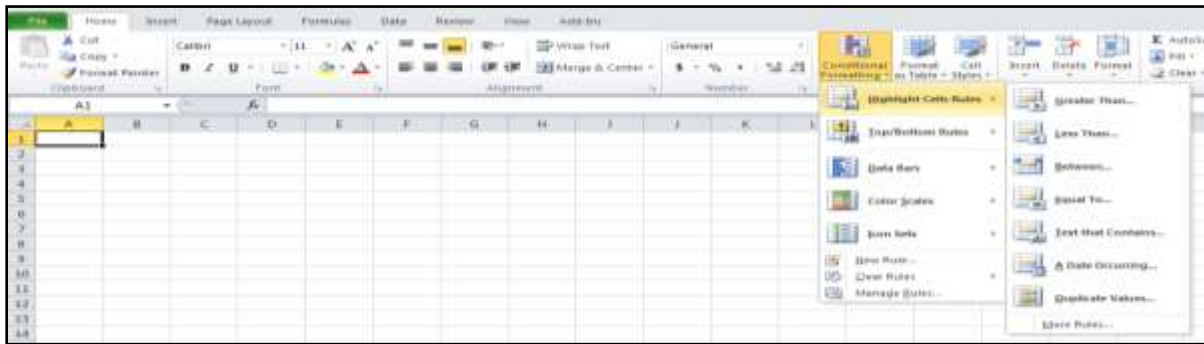 File Home Insert Page Layout Formulas Data Review View Add-Ins
Cut
Copy
Paste
Format Painter
Clipboard
Calibri 11 A A
B I U
Font
Wrap Text
Merge & Center
Alignment
General
$ %
Number
Conditional Formatting
Format as Table
Cell Styles
Insert Delete Format
Fill
Clear
A1 fx
A B C D E F G H I J K L
1
2
3
4
5
6
7
8
9
10
11
12
13
14
Highlight Cells Rules
Top/Bottom Rules
Data Bars
Color Scales
Icon Sets
New Rule...
Clear Rules
Manage Rules...
Greater Than...
Less Than...
Between...
Equal To...
Text that Contains...
A Date Occurring...
Duplicate Values...
More Rules...